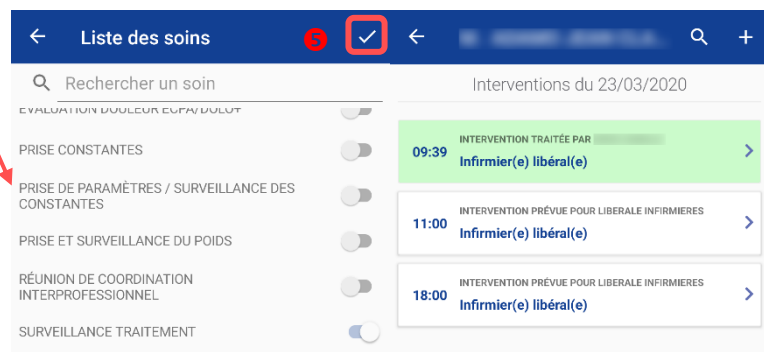 Liste des soins
5
Rechercher un soin
EVALUATION DOULEUR ECPA/DOLO+
PRISE CONSTANTES
PRISE DE PARAMÈTRES / SURVEILLANCE DES
CONSTANTES
PRISE ET SURVEILLANCE DU POIDS
RÉUNION DE COORDINATION
INTERPROFESSIONNEL
SURVEILLANCE TRAITEMENT
Interventions du 23/03/2020
INTERVENTION TRAITÉE PAR
09:39
Infirmier(e) libéral(e)
INTERVENTION PRÉVUE POUR LIBERALE INFIRMIERES
11:00
Infirmier(e) libéral(e)
INTERVENTION PRÉVUE POUR LIBERALE INFIRMIERES
18:00
Infirmier(e) libéral(e)